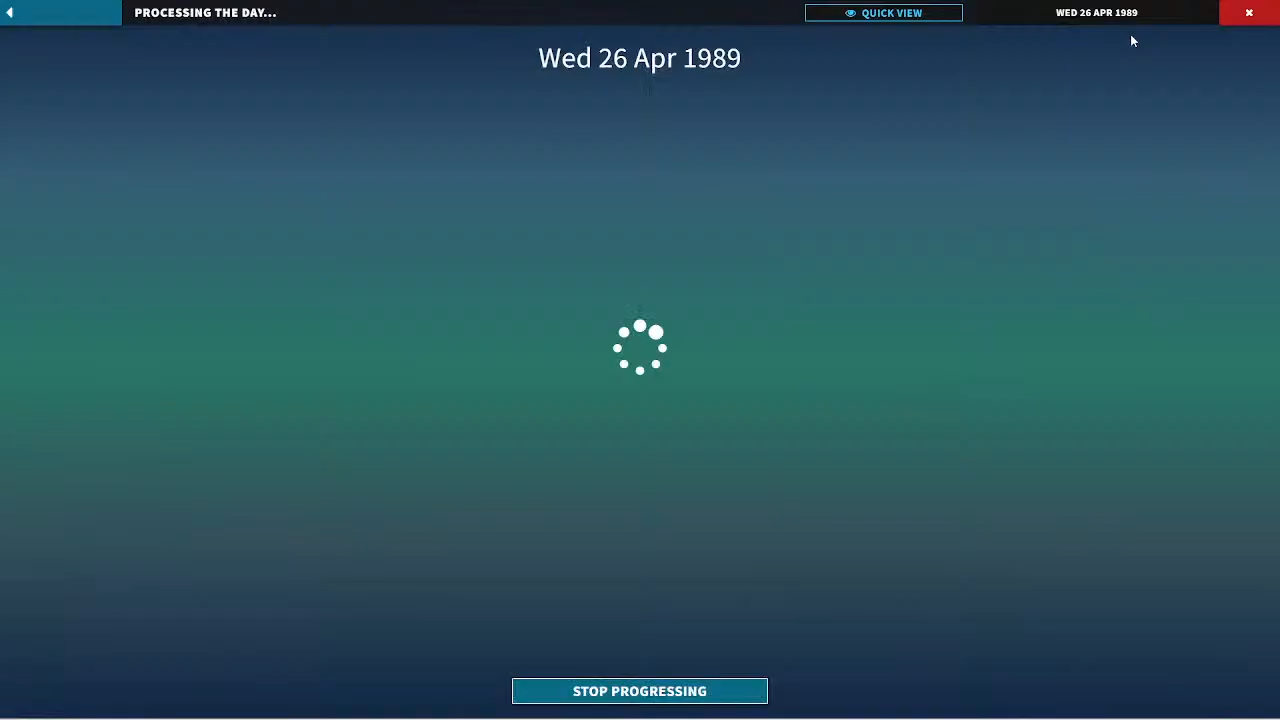 PROCESSING THE DAY...
QUICK VIEW
WED 26 APR 1989
Wed 26 Apr 1989
STOP PROGRESSING